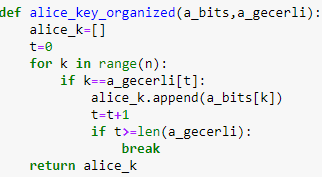 def alice_key_organized(a_bits,a_gecerli):
    alice_k=[]
    t=0
    for k in range(n):
        if k==a_gecerli[t]:
            alice_k.append(a_bits[k])
            t=t+1
            if t>=len(a_gecerli):
                break
    return alice_k